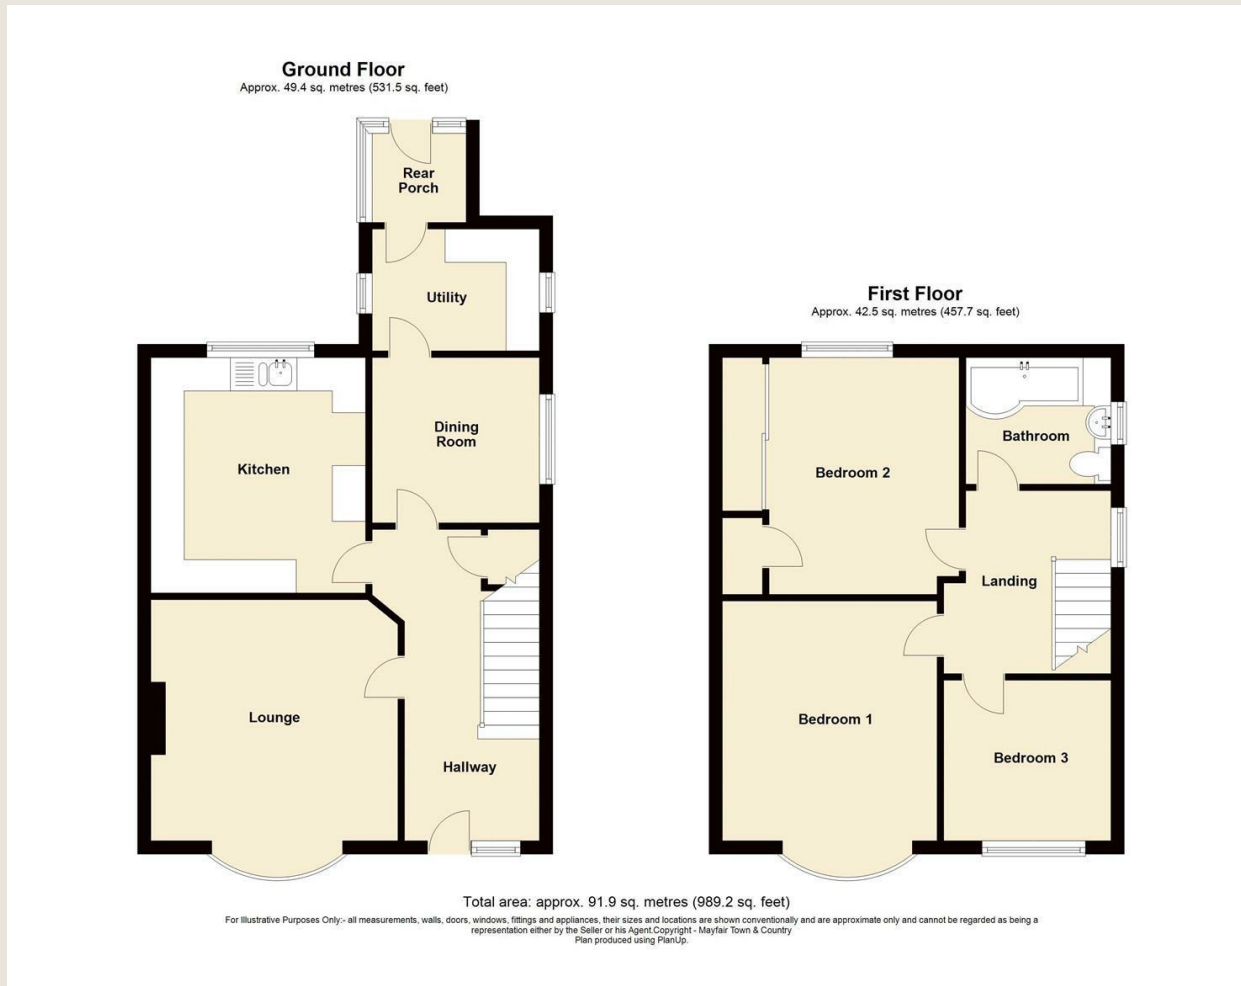 Ground Floor
Approx. 49.4 sq. metres (531.5 sq. feet)
Rear
Porch
Utility
Dining
Room
Kitchen
Lounge
Hallway
First Floor
Approx. 42.5 sq. metres (457.7 sq. feet)
Bathroom
Bedroom 2
Landing
Bedroom 1
Bedroom 3
Total area: approx. 91.9 sq. metres (989.2 sq. feet)
For Illustrative Purposes Only:- all measurements, walls, doors, windows, fittings and appliances, their sizes and locations are shown conventionally and are approximate only and cannot be regarded as being a
representation either by the Seller or his Agent.Copyright - Mayfair Town & Country
Plan produced using PlanUp.